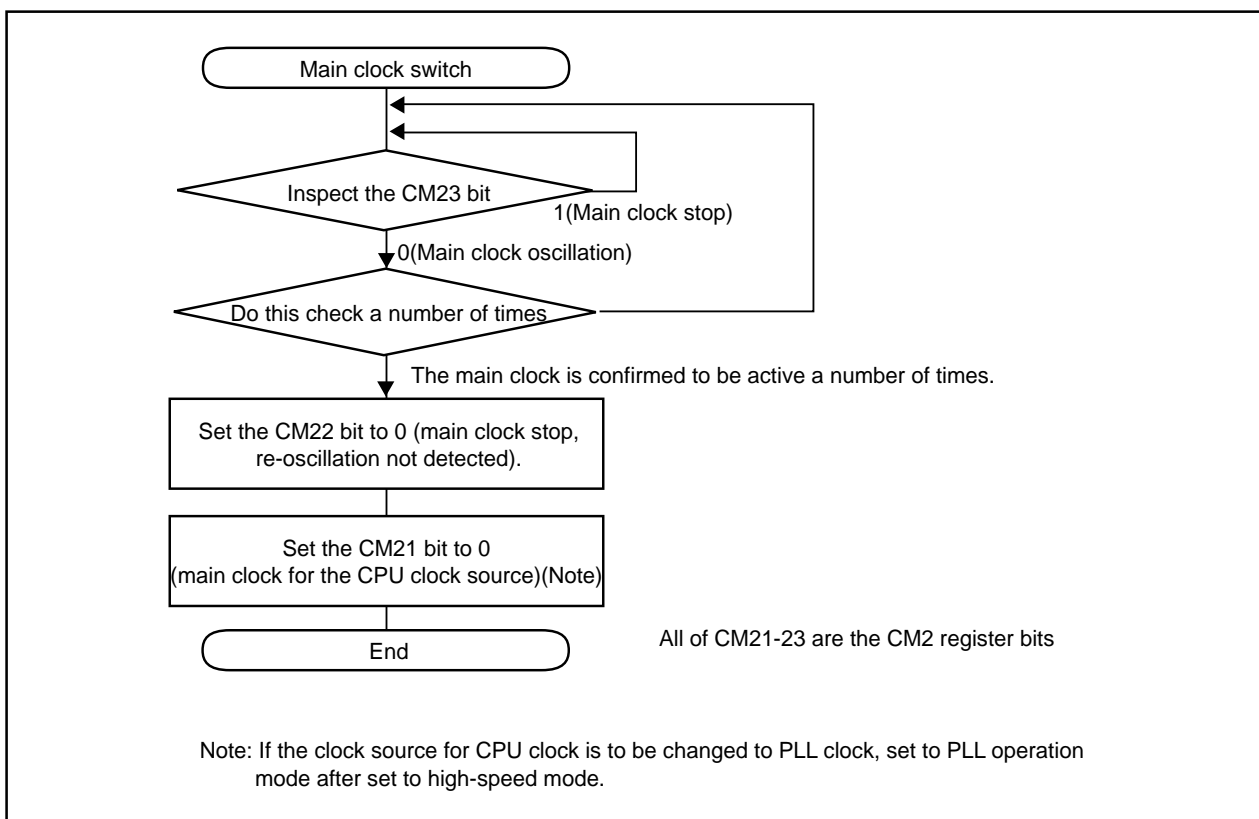 Main clock switch
Inspect the CM23 bit
1(Main clock stop)
0(Main clock oscillation)
Do this check a number of times
The main clock is confirmed to be active a number of times.
Set the CM22 bit to 0 (main clock stop,
re-oscillation not detected).
Set the CM21 bit to 0
(main clock for the CPU clock source)(Note)
All of CM21-23 are the CM2 register bits
End
Note: If the clock source for CPU clock is to be changed to PLL clock, set to PLL operation
mode after set to high-speed mode.